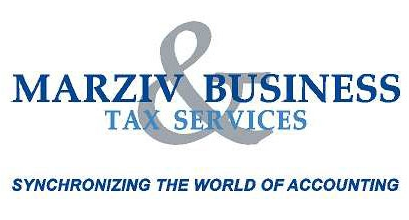 MARZIV & BUSINESS
TAX SERVICES
SYNCHRONIZING THE WORLD OF ACCOUNTING